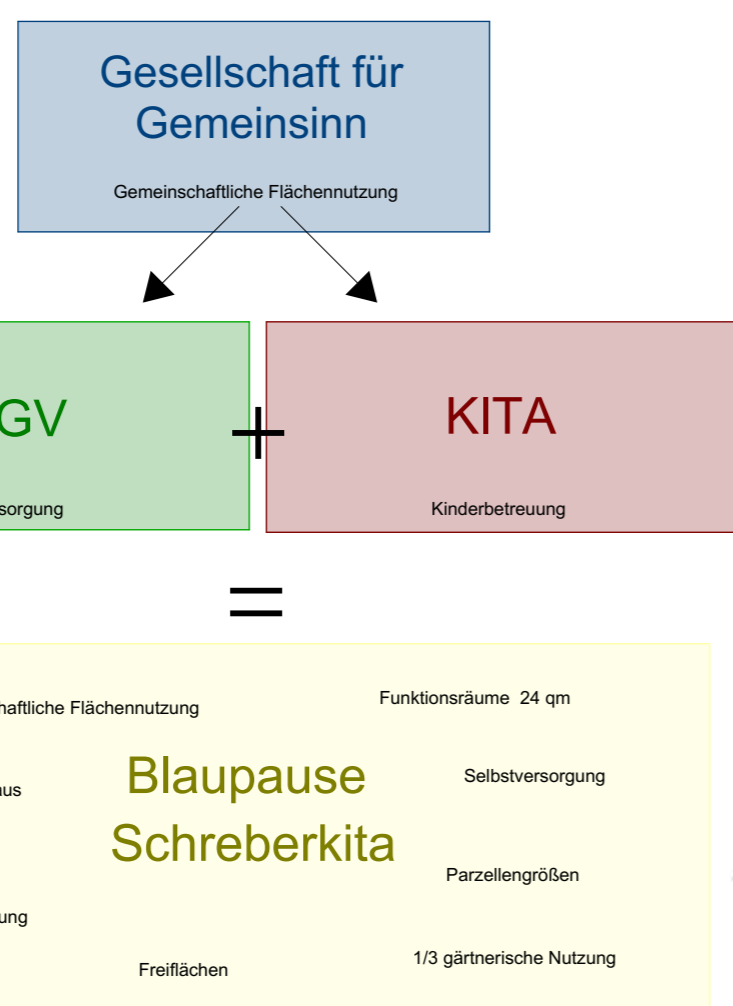 Gesellschaft für
Gemeinsinn
Gemeinschaftliche Flächennutzung
GV
+
KITA
sorgung
Kinderbetreuung
=
haftliche Flächennutzung
Funktionsräume 24 qm
Blaupause
Schreberkita
aus
Selbstversorgung
Parzellengrößen
ung
Freiflächen
1/3 gärtnerische Nutzung